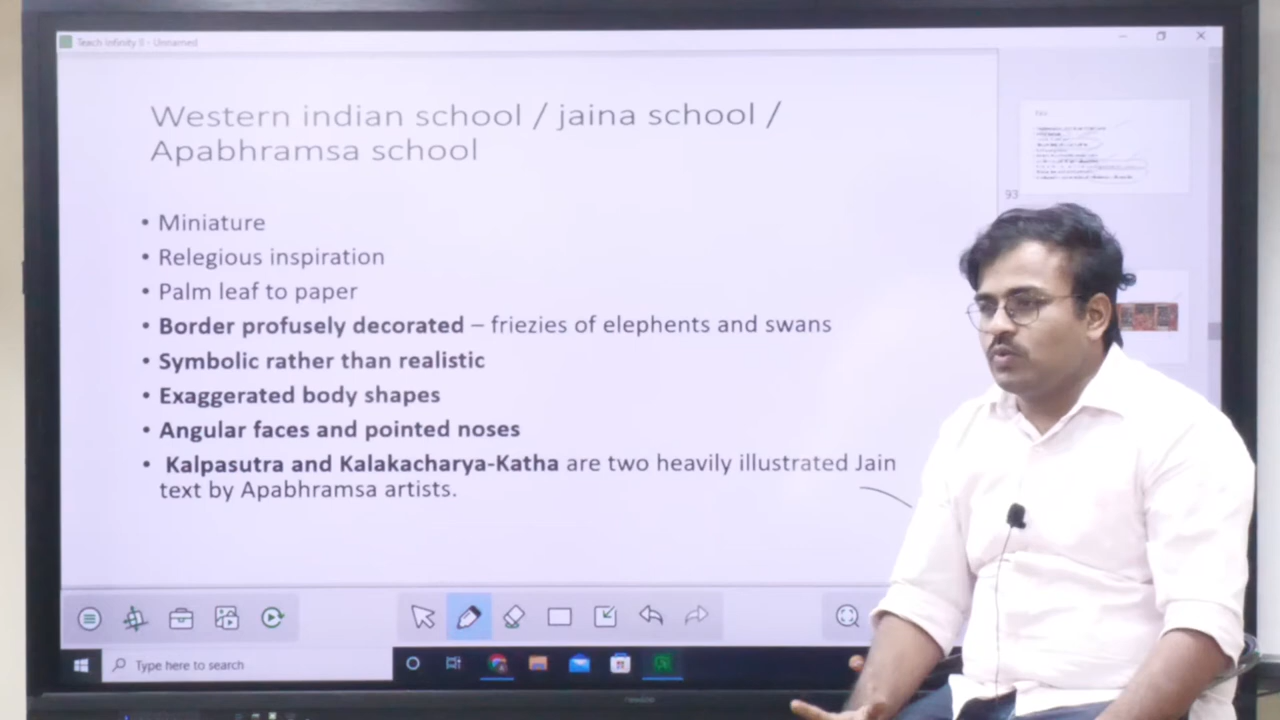 Teach Infinity II - Unnamed
Western indian school / jaina school /
Apabhramsa school
• Miniature
• Relegious inspiration
• Palm leaf to paper
• Border profusely decorated – friezies of elephents and swans
• Symbolic rather than realistic
• Exaggerated body shapes
• Angular faces and pointed noses
• Kalpasutra and Kalakacharya-Katha are two heavily illustrated Jain
text by Apabhramsa artists.
93
Type here to search